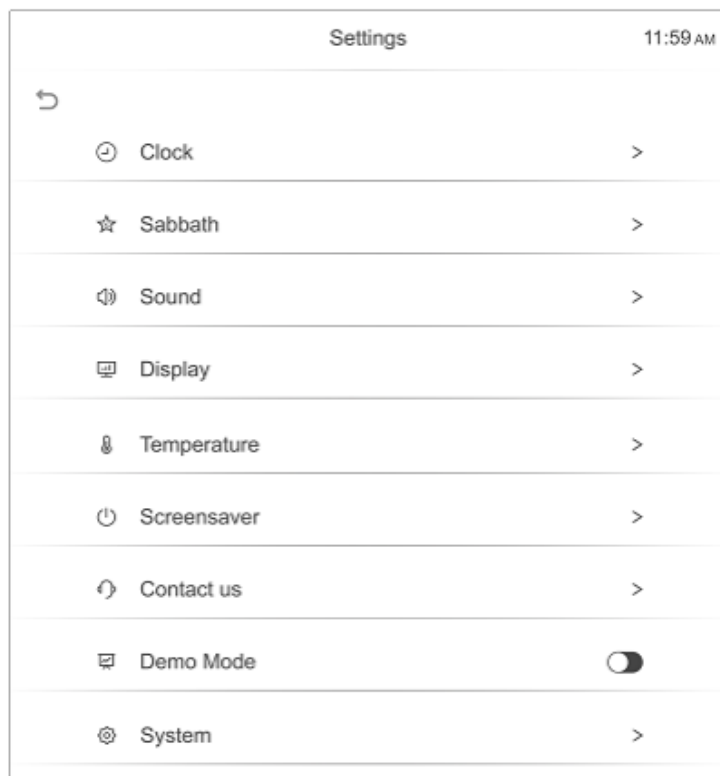 Settings 11:59 AM
Clock >
Sabbath >
Sound >
Display >
Temperature >
Screensaver >
Contact us >
Demo Mode
System >